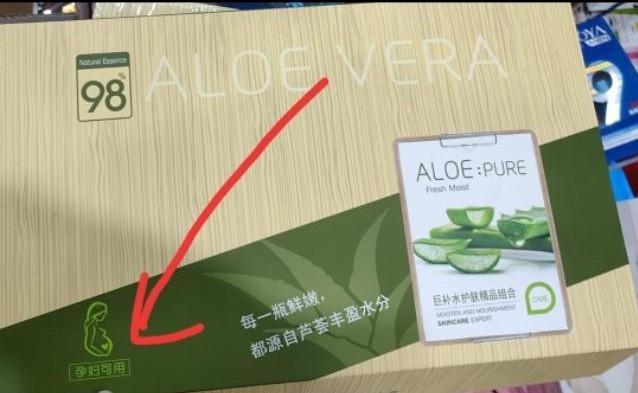 Natural Essence
98%
ALOE VERA
ALOE:PURE
Fresh Moist
巨补水护肤精品组合
MOISTEN AND NOURISHMENT
SKINCARE EXPERT
CARE
每一瓶鲜嫩,
都源自芦荟丰盈水分
孕妇可用